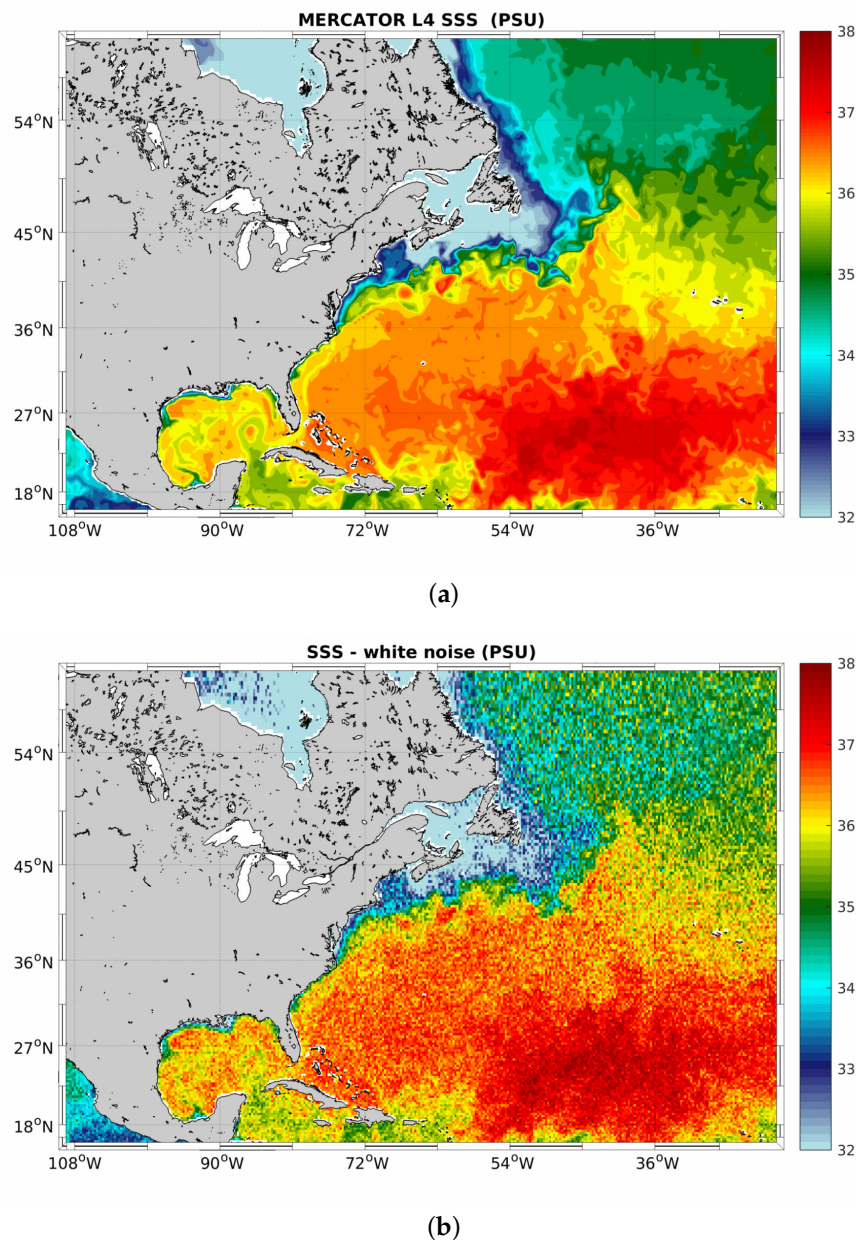 MERCATOR L4 SSS (PSU)
38
37
36
35
34
33
32
54°N
45°N
36°N
27°N
18°N
108°W
90°W
72°W
54°W
36°W
(a)
SSS - white noise (PSU)
38
37
36
35
34
33
32
54°N
45°N
36°N
27°N
18°N
108°W
90°W
72°W
54°W
36°W
(b)